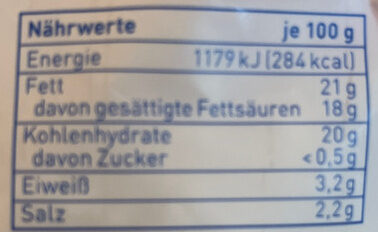 Nährwerte je 100 g
Energie 1179 kJ (284 kcal)
Fett 21 g
davon gesättigte Fettsäuren 18 g
Kohlenhydrate 20 g
davon Zucker <0,5 g
Eiweiß 3,2 g
Salz 2,2 g